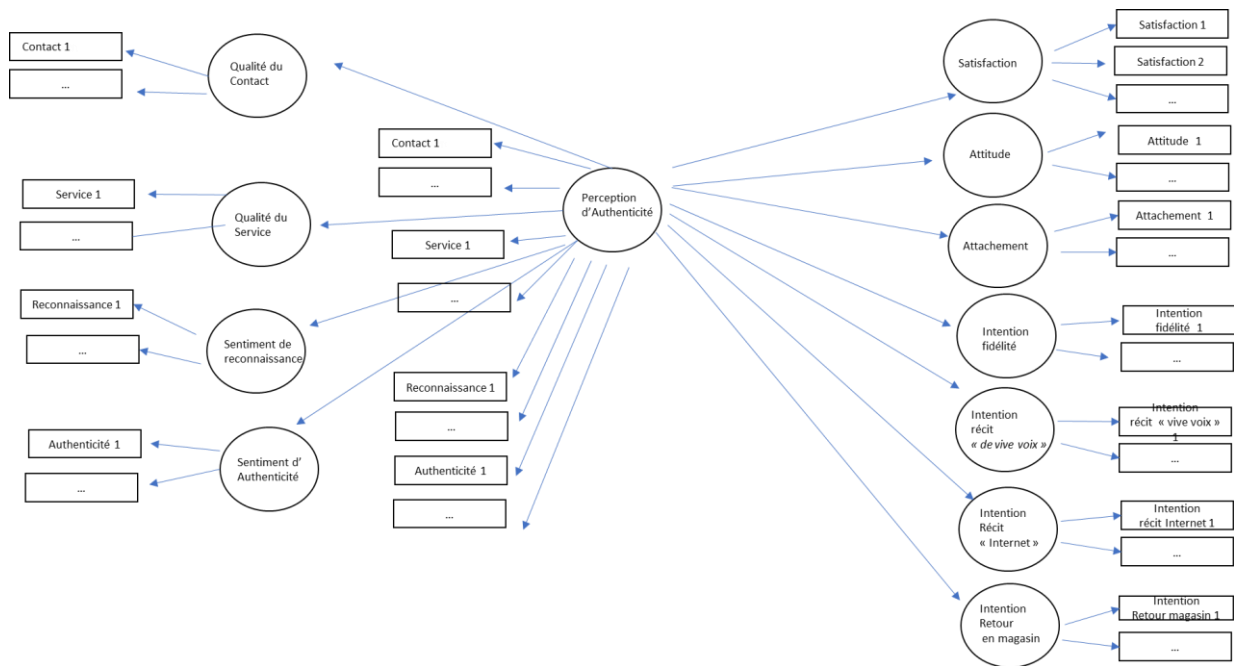 Contact 1
...
Qualité du
Contact
Service 1
...
Qualité du
Service
Reconnaissance 1
...
Sentiment de
reconnaissance
Authenticité 1
...
Sentiment d’
Authenticité
Contact 1
...
Service 1
...
Reconnaissance 1
...
Authenticité 1
...
Perception
d’Authenticité
Satisfaction
Satisfaction 1
Satisfaction 2
...
Attitude
Attitude 1
...
Attachement
Attachement 1
...
Intention
fidélité
Intention
fidélité 1
...
Intention
récit
« de vive voix »
Intention
récit « vive voix »
1
...
Intention
Récit
« Internet »
Intention
récit Internet 1
...
Intention
Retour
en magasin
Intention
Retour magasin 1
...